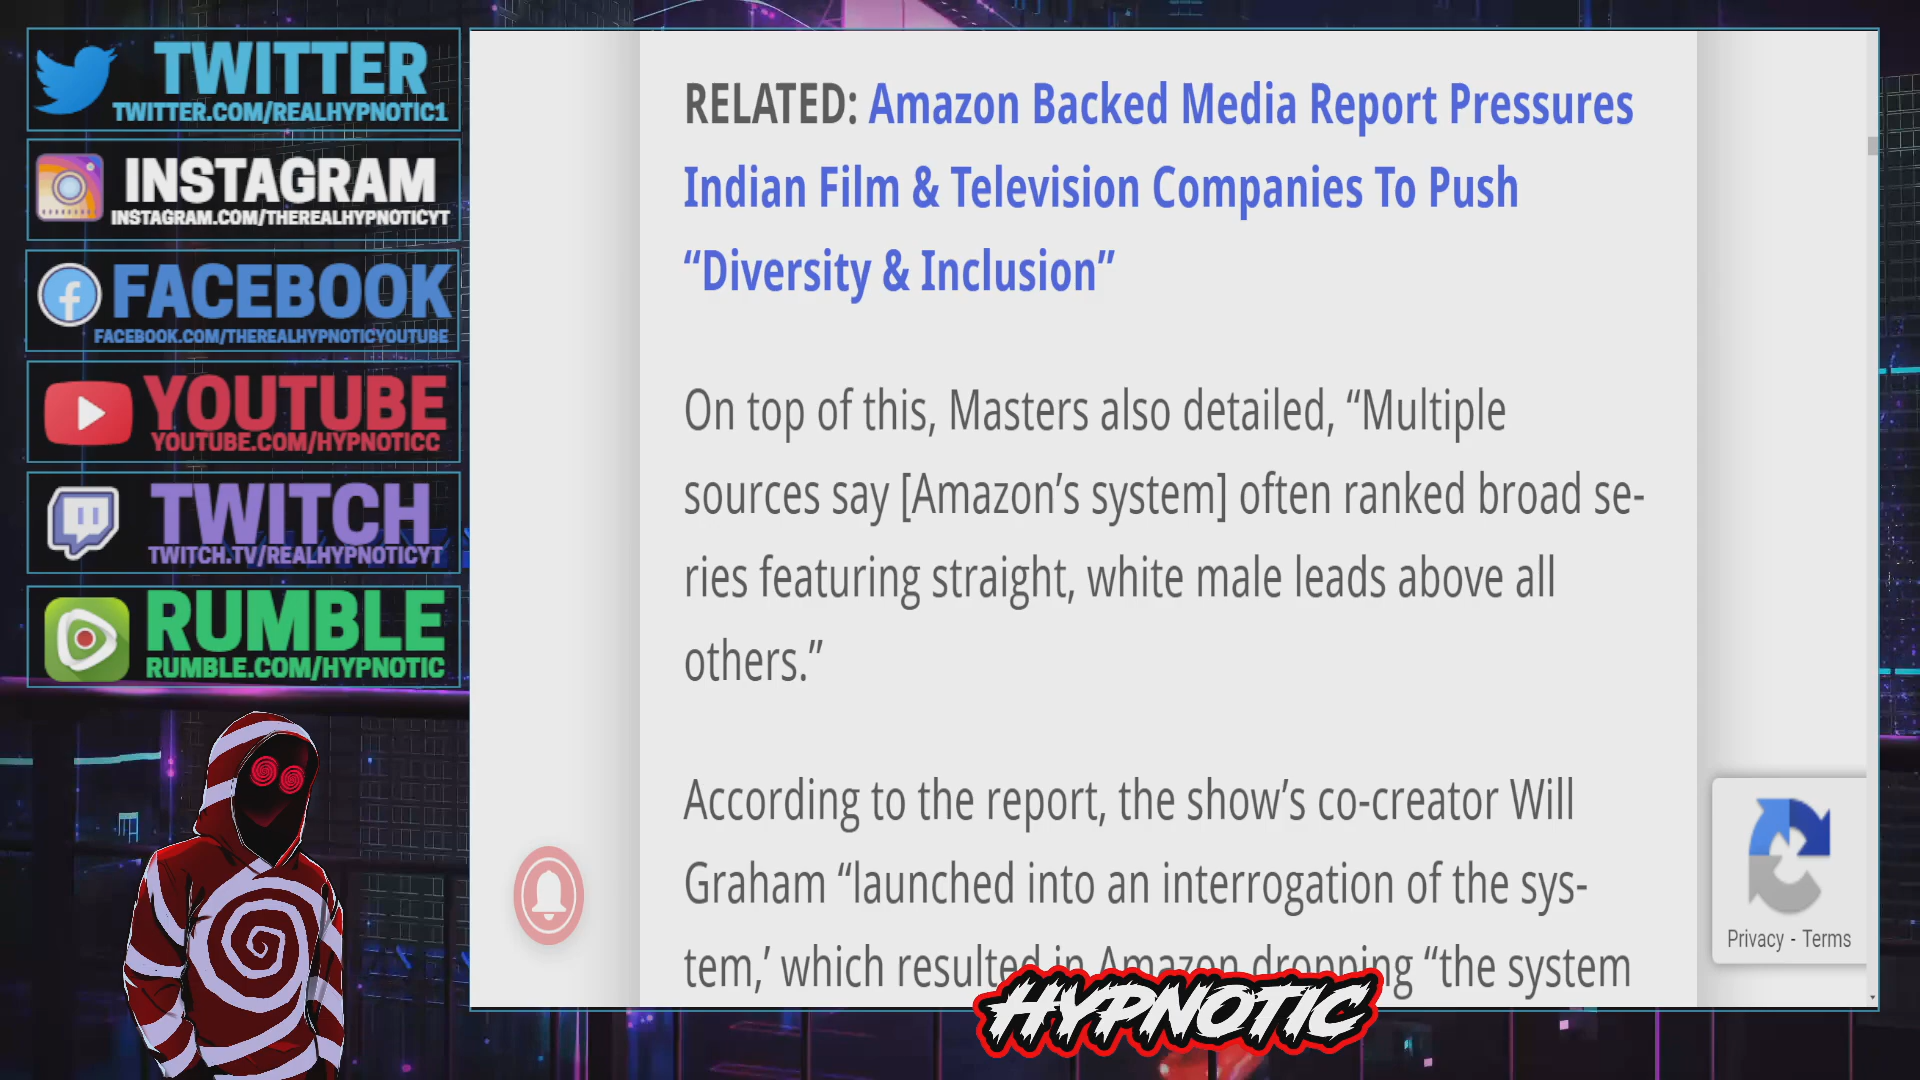 TWITTER
TWITTER.COM/REALHYPNOTIC1
INSTAGRAM
INSTAGRAM.COM/THEREALHYPNOTICYT
FACEBOOK
FACEBOOK.COM/THEREALHYPNOTICYOUTUBE
YOUTUBE
YOUTUBE.COM/HYPNOTICC
TWITCH
TWITCH.TV/REALHYPNOTICYT
RUMBLE
RUMBLE.COM/HYPNOTIC
RELATED: Amazon Backed Media Report Pressures
Indian Film & Television Companies To Push
“Diversity & Inclusion”
On top of this, Masters also detailed, “Multiple
sources say [Amazon’s system] often ranked broad se-
ries featuring straight, white male leads above all
others.”
According to the report, the show’s co-creator Will
Graham “launched into an interrogation of the sys-
tem,’ which resulted in Amazon dropping “the system
Privacy - Terms
HYPNOTIC